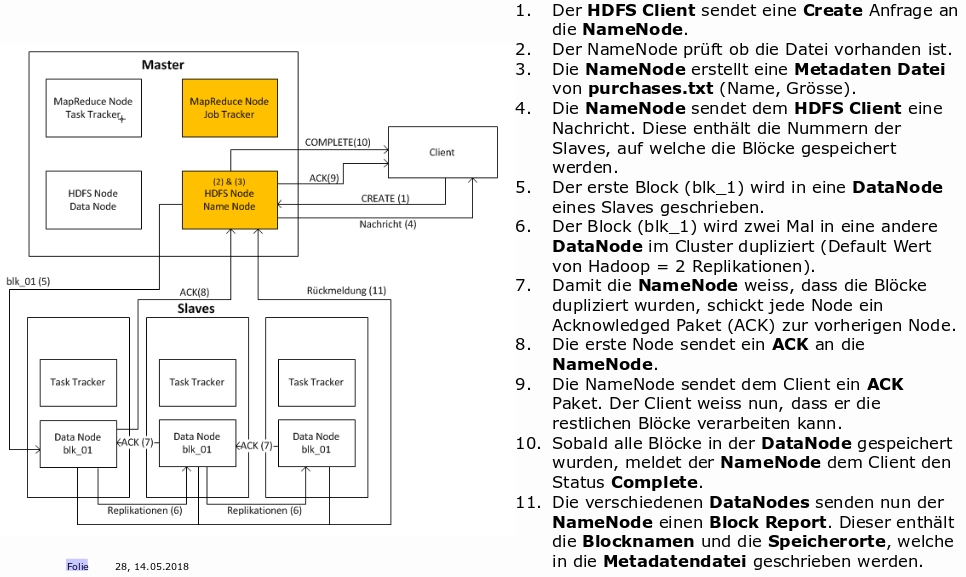 Master
MapReduce Node
Task Tracker
MapReduce Node
Job Tracker
COMPLETE(10)
Client
HDFS Node
Data Node
(2) & (3)
HDFS Node
Name Node
ACK(9)
CREATE (1)
Nachricht (4)
blk_01 (5)
ACK(8)
Rückmeldung (11)
Slaves
Task Tracker
Task Tracker
Task Tracker
Data Node
blk_01
ACK (7)
Data Node
blk_01
ACK (7)
Data Node
blk_01
Replikationen (6)
Replikationen (6)
1. Der HDFS Client sendet eine Create Anfrage an
die NameNode.
2. Der NameNode prüft ob die Datei vorhanden ist.
3. Die NameNode erstellt eine Metadaten Datei
von purchases.txt (Name, Grösse).
4. Die NameNode sendet dem HDFS Client eine
Nachricht. Diese enthält die Nummern der
Slaves, auf welche die Blöcke gespeichert
werden.
5. Der erste Block (blk_1) wird in eine DataNode
eines Slaves geschrieben.
6. Der Block (blk_1) wird zwei Mal in eine andere
DataNode im Cluster dupliziert (Default Wert
von Hadoop = 2 Replikationen).
7. Damit die NameNode weiss, dass die Blöcke
dupliziert wurden, schickt jede Node ein
Acknowledged Paket (ACK) zur vorherigen Node.
8. Die erste Node sendet ein ACK an die
NameNode.
9. Die NameNode sendet dem Client ein ACK
Paket. Der Client weiss nun, dass er die
restlichen Blöcke verarbeiten kann.
10. Sobald alle Blöcke in der DataNode gespeichert
wurden, meldet der NameNode dem Client den
Status Complete.
11. Die verschiedenen DataNodes senden nun der
NameNode einen Block Report. Dieser enthält
die Blocknamen und die Speicherorte, welche
in die Metadatendatei geschrieben werden.
Folie 28, 14.05.2018